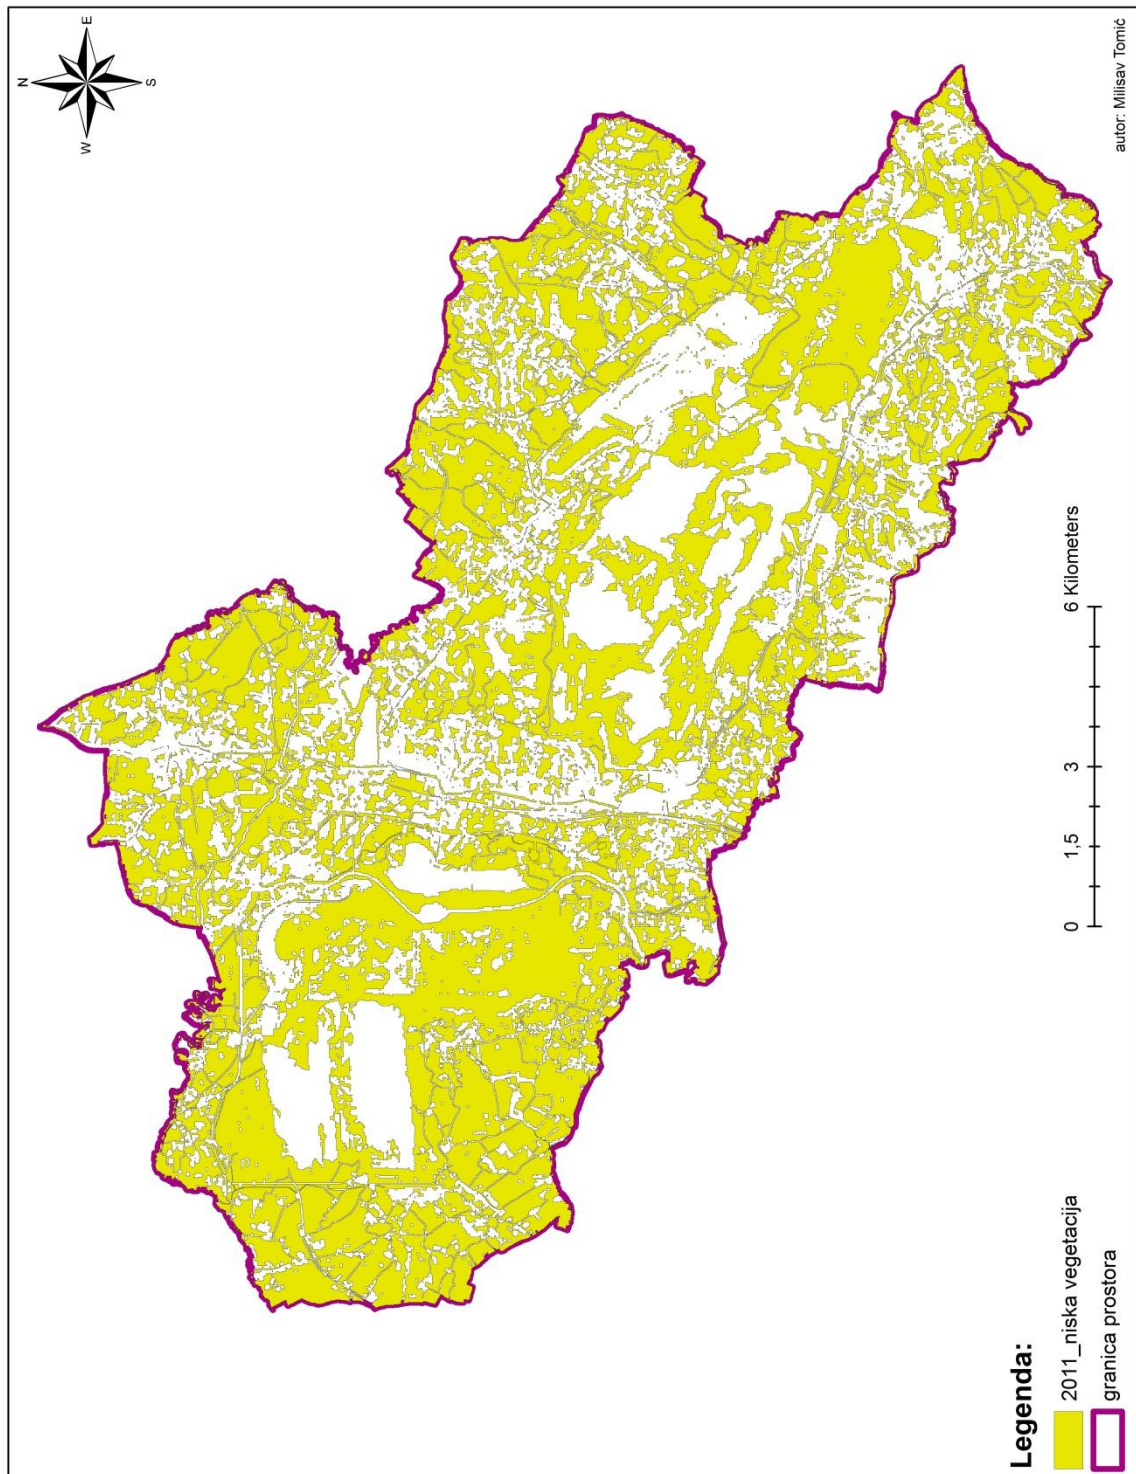 N
W
E
S
Legenda:
2011_niska vegetacija
granica prostora
0 1,5 3 6 Kilometers
autor: Milisav Tomić